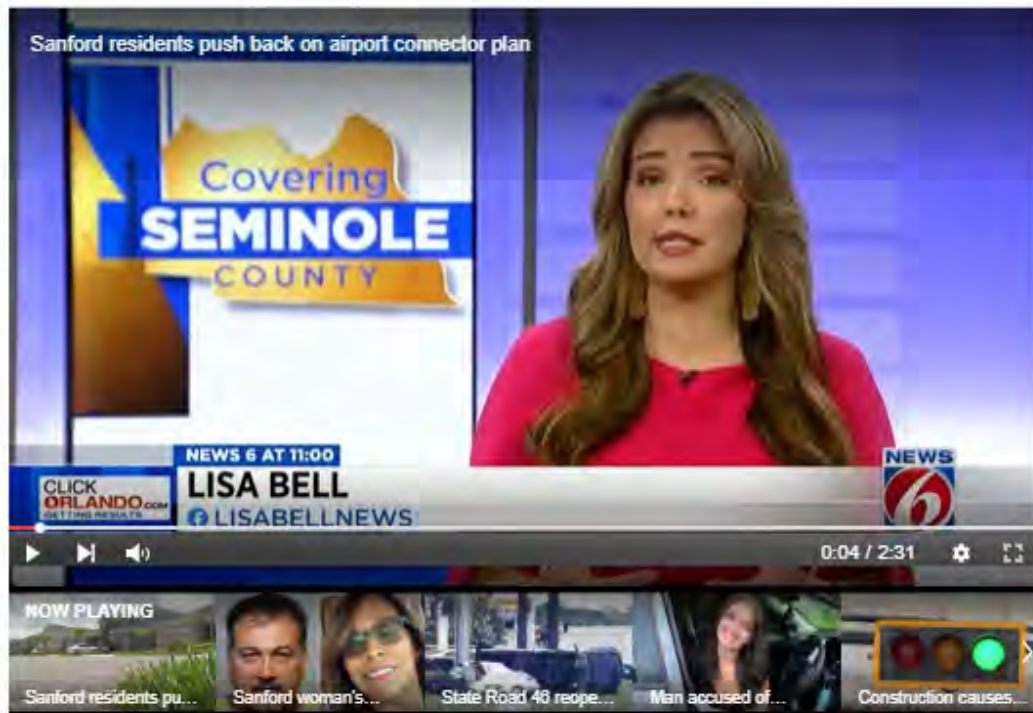 Sanford residents push back on airport connector plan
Covering
SEMINOLE
COUNTY
NEWS 6 AT 11:00
LISA BELL
LISABELLNEWS
CLICK
ORLANDO.COM
GETTING RESULTS
NEWS
6
0:04 / 2:31
NOW PLAYING
Sanford residents pu...
Sanford woman's...
State Road 46 reope...
Man accused of...
Construction causes...